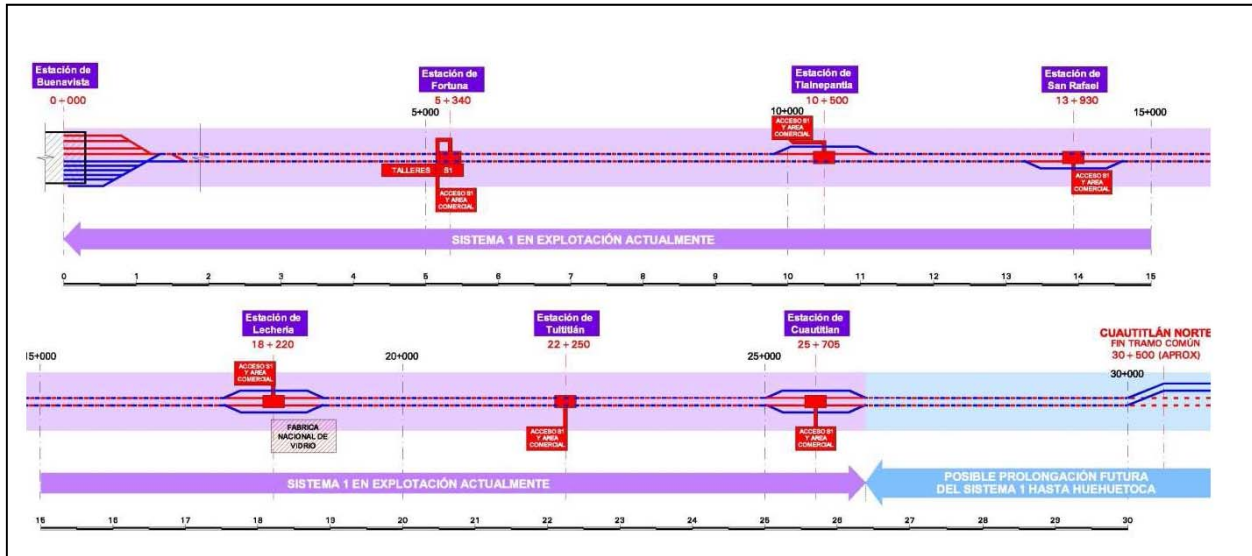 Estación de
Buenavista
0+000
Estación de
Fortuna
5+340
5+000
Estación de
Tlalnepantla
10+500
10+000
Estación de
San Rafael
13+930
15+000
ACCESO S1
Y AREA
COMERCIAL
TALLERES S1
ACCESO S1
Y AREA
COMERCIAL
ACCESO S1
Y AREA
COMERCIAL
SISTEMA 1 EN EXPLOTACIÓN ACTUALMENTE
0 1 2 3 4 5 6 7 8 9 10 11 12 13 14 15
Estación de
Lechería
18+220
15+000
Estación de
Tultitlán
22+250
20+000
Estación de
Cuautitlan
25+705
25+000
CUAUTITLÁN NORTE
FIN TRAMO COMÚN
30+500 (APROX)
30+000
ACCESO S1
Y AREA
COMERCIAL
FABRICA
NACIONAL DE
VIDRIO
ACCESO S1
Y AREA
COMERCIAL
ACCESO S1
Y AREA
COMERCIAL
SISTEMA 1 EN EXPLOTACIÓN ACTUALMENTE
POSIBLE PROLONGACIÓN FUTURA
DEL SISTEMA 1 HASTA HUEHUETOCA
15 16 17 18 19 20 21 22 23 24 25 26 27 28 29 30